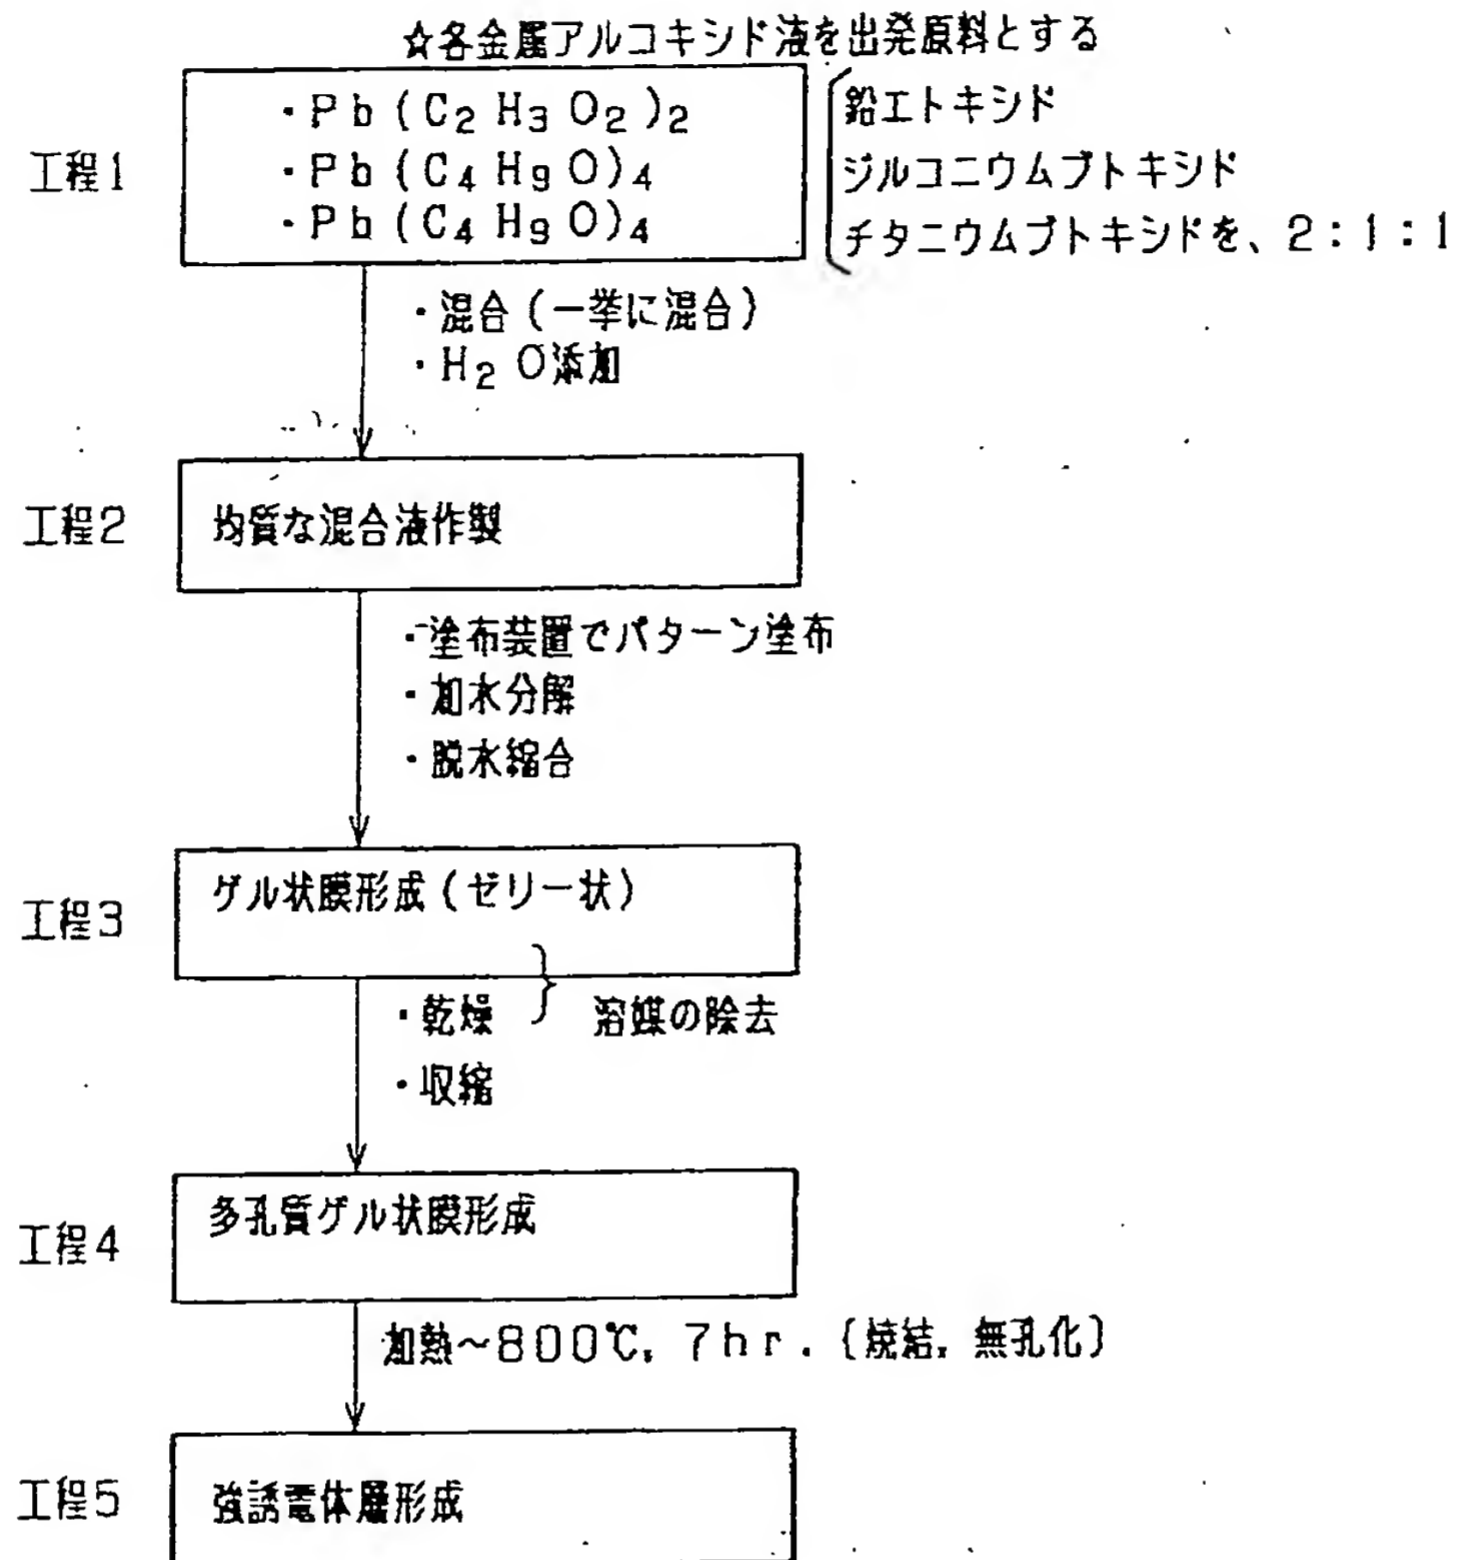 ☆各金属アルコキシド液を出発原料とする
工程1
・Pb(C2H3O2)2
・Pb(C4H9O)4
・Pb(C4H9O)4
鉛エトキシド
ジルコニウムブトキシド
チタニウムブトキシドを、2:1:1
・混合(一挙に混合)
・H2O添加
工程2
均質な混合液作製
・塗布装置でパターン塗布
・加水分解
・脱水縮合
工程3
ゲル状膜形成(ゼリー状)
・乾燥
溶媒の除去
・収縮
工程4
多孔質ゲル状膜形成
加熱~800℃, 7hr. (焼結, 無孔化)
工程5
強誘電体層形成